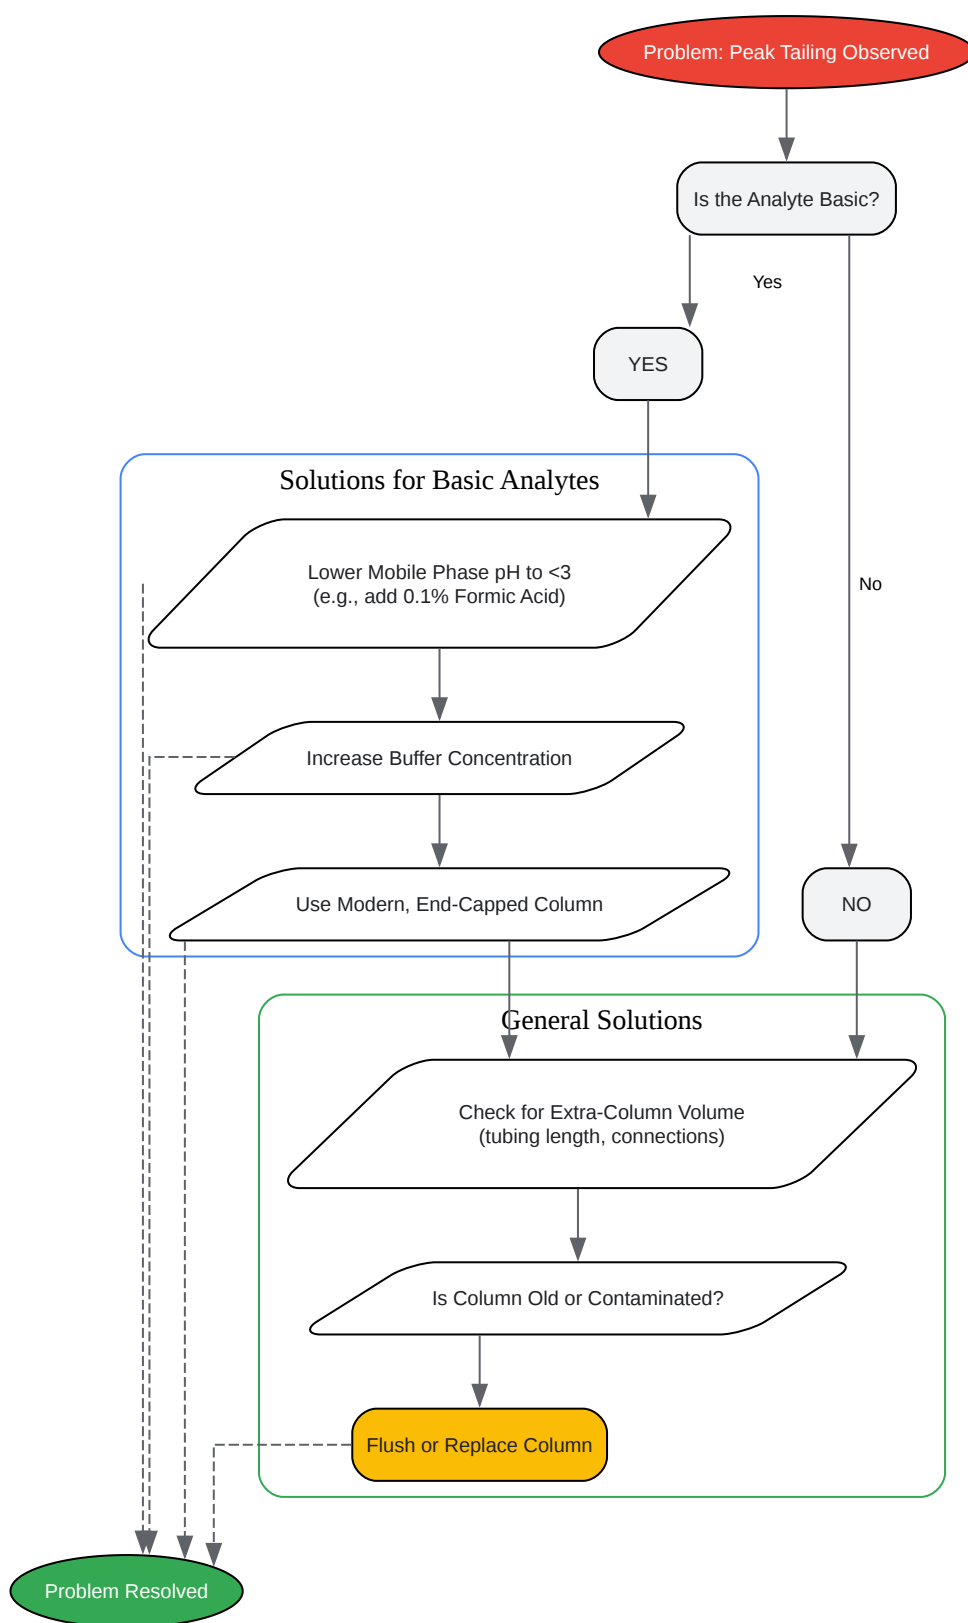 Problem: Peak Tailing Observed
Is the Analyte Basic?
Yes
YES
Solutions for Basic Analytes
Lower Mobile Phase pH to <3
(e.g., add 0.1% Formic Acid)
No
Increase Buffer Concentration
Use Modern, End-Capped Column
NO
General Solutions
Check for Extra-Column Volume
(tubing length, connections)
Is Column Old or Contaminated?
Flush or Replace Column
Problem Resolved